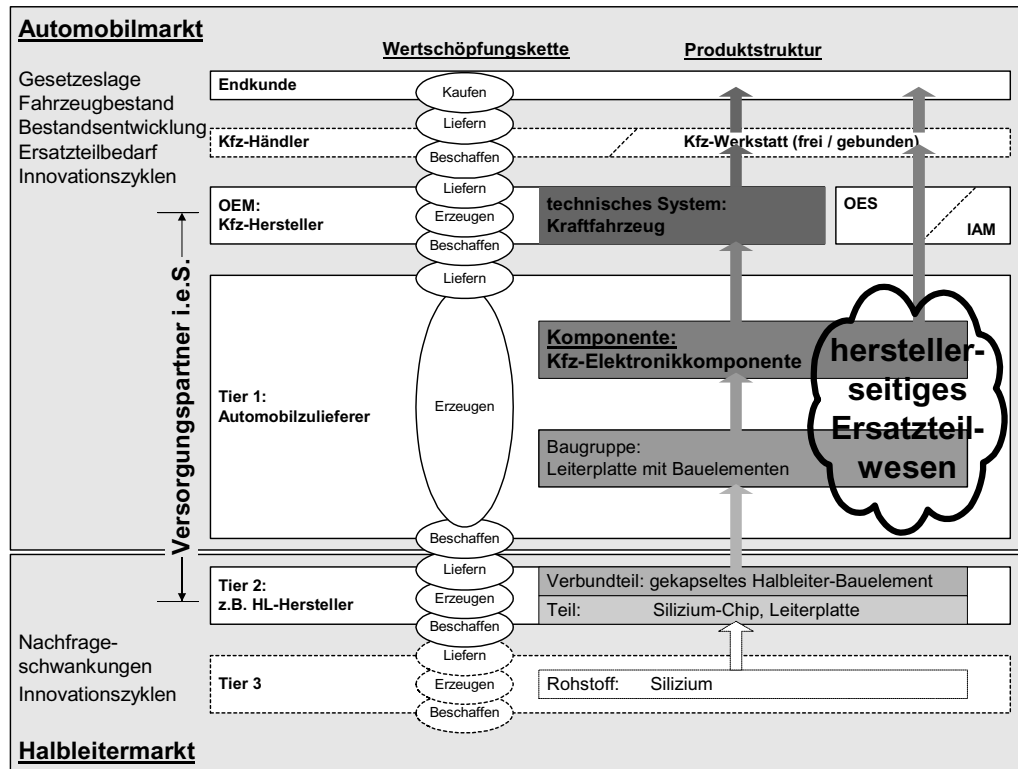 Automobilmarkt
Wertschöpfungskette
Produktstruktur
Gesetzeslage
Fahrzeugbestand
Bestandsentwicklung
Ersatzteilbedarf
Innovationszyklen
Endkunde
Kaufen
Liefern
Kfz-Händler
Kfz-Werkstatt (frei / gebunden)
Beschaffen
Liefern
OEM:
Kfz-Hersteller
Erzeugen
technisches System:
Kraftfahrzeug
OES
IAM
Beschaffen
Liefern
Versorgungspartner i.e.S.
Tier 1:
Automobilzulieferer
Erzeugen
Komponente:
Kfz-Elektronikkomponente
Baugruppe:
Leiterplatte mit Bauelementen
hersteller-
seitiges
Ersatzteil-
wesen
Beschaffen
Liefern
Tier 2:
z.B. HL-Hersteller
Erzeugen
Verbundteil: gekapseltes Halbleiter-Bauelement
Teil: Silizium-Chip, Leiterplatte
Beschaffen
Nachfrage-
schwankungen
Innovationszyklen
Liefern
Tier 3
Erzeugen
Rohstoff: Silizium
Beschaffen
Halbleitermarkt